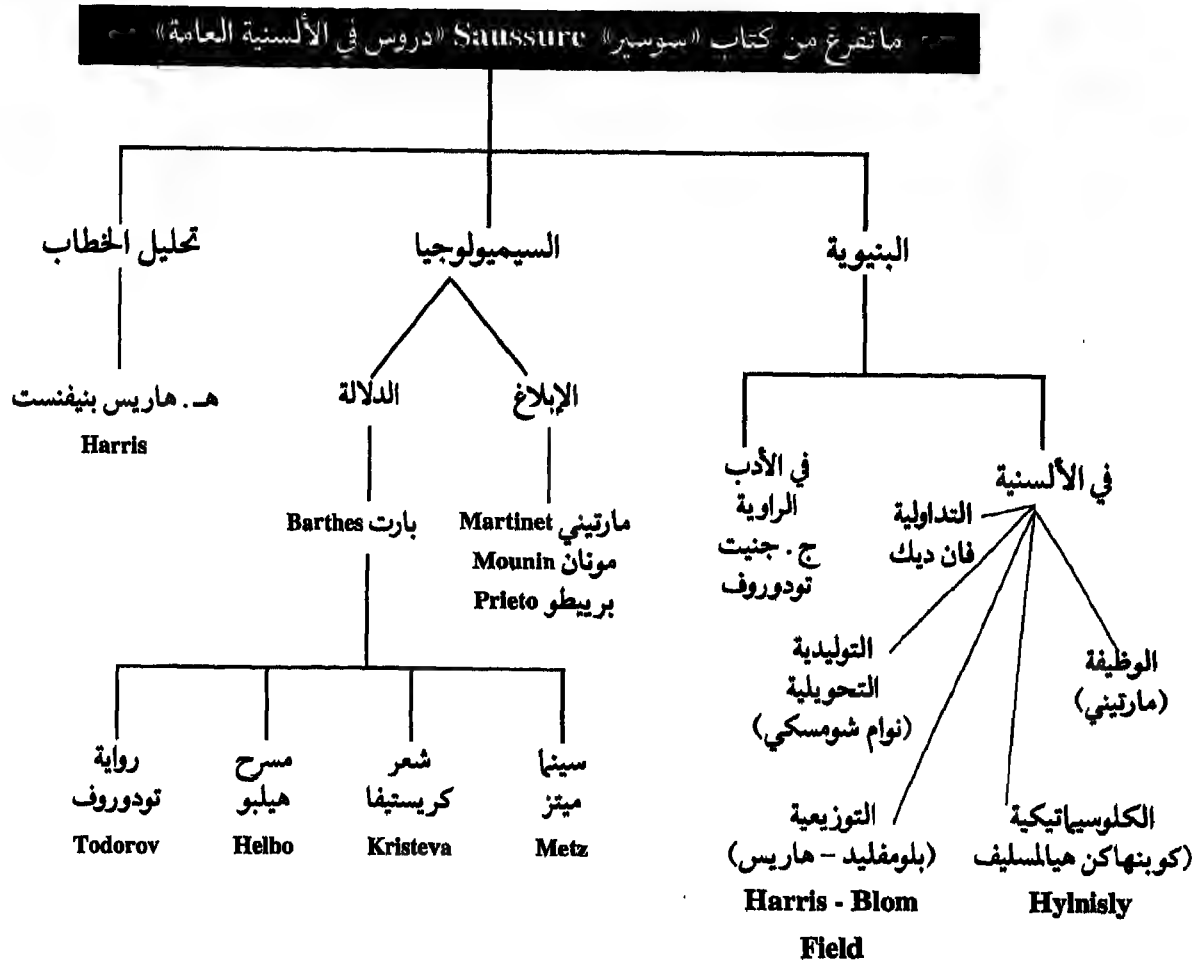 ما تفرغ من كتاب «سوسير» Saussure «دروس في الألسنية العامة»
البنيوية
السيميولوجيا
تحليل الخطاب
في الألسنية
التداولية
فان ديك
التوليدية
التحويلية
(نوام شومسكي)
التوزيعية
(بلومفليد - هاريس)
Harris - Blom
Field
الكلوسيماتيكية
(كوبنهاكن هيالمسليف
Hylnisly
الوظيفة
(مارتيني)
في الأدب
الراوية
ج. جنيت
تودوروف
الإبلاغ
مارتيني Martinet
مونان Mounin
برييطو Prieto
الدلالة
بارت Barthes
سينما
ميتز
Metz
شعر
كريستيفا
Kristeva
مسرح
هيلبو
Helbo
رواية
تودوروف
Todorov
هـ. هاريس بنيفنست
Harris